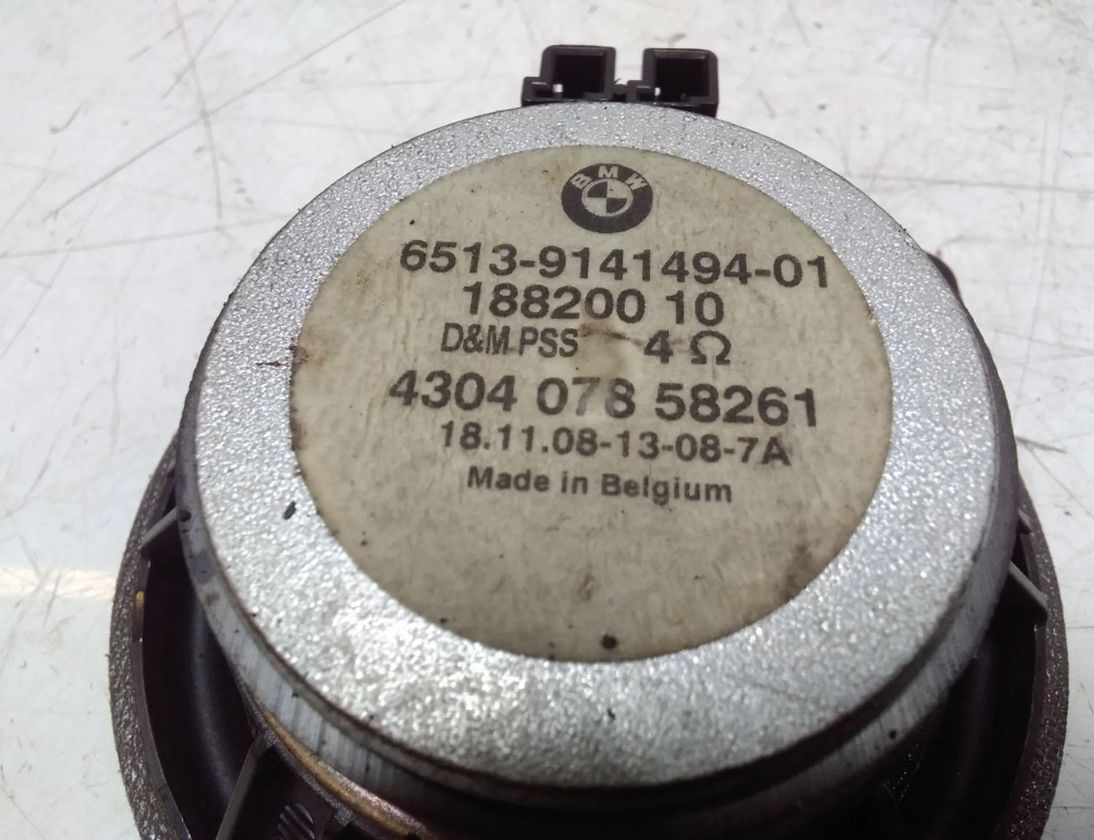 BMW
6513-9141494-01
188200 10
D&M PSS 4 Ω
4304 078 58261
18.11.08-13-08-7A
Made in Belgium